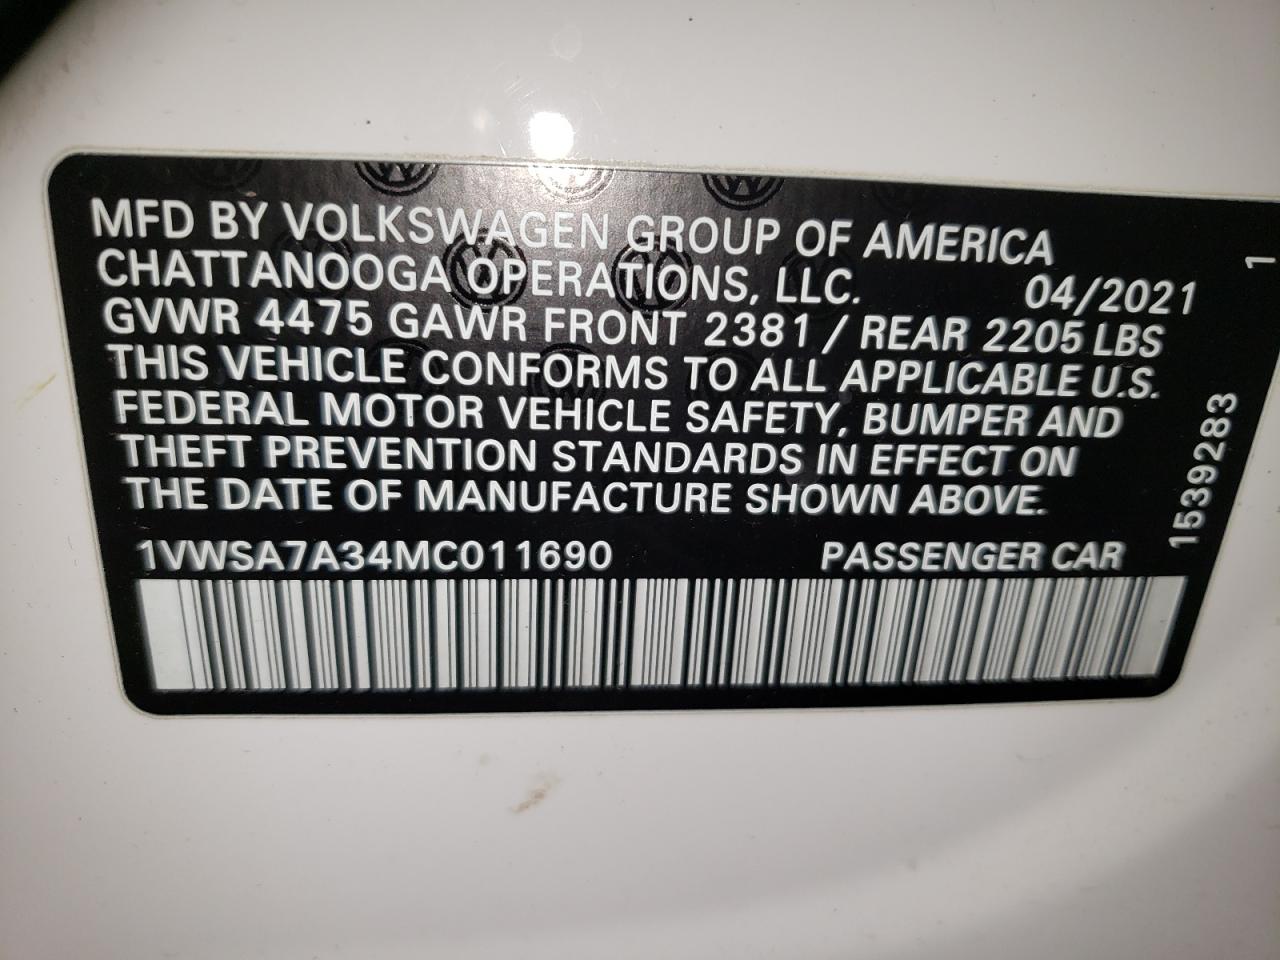 MFD BY VOLKSWAGEN GROUP OF AMERICA
CHATTANOOGA OPERATIONS, LLC. 04/2021
GVWR 4475 GAWR FRONT 2381 / REAR 2205 LBS
THIS VEHICLE CONFORMS TO ALL APPLICABLE U.S.
FEDERAL MOTOR VEHICLE SAFETY, BUMPER AND
THEFT PREVENTION STANDARDS IN EFFECT ON
THE DATE OF MANUFACTURE SHOWN ABOVE.
1VWSA7A34MC011690 PASSENGER CAR
1539283
1